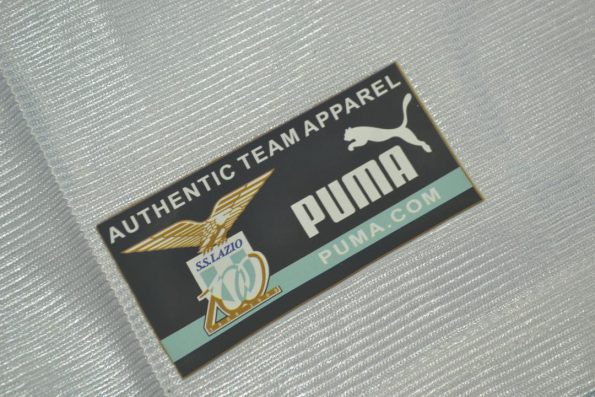 AUTHENTIC TEAM APPAREL
PUMA
PUMA.COM
S.S.LAZIO